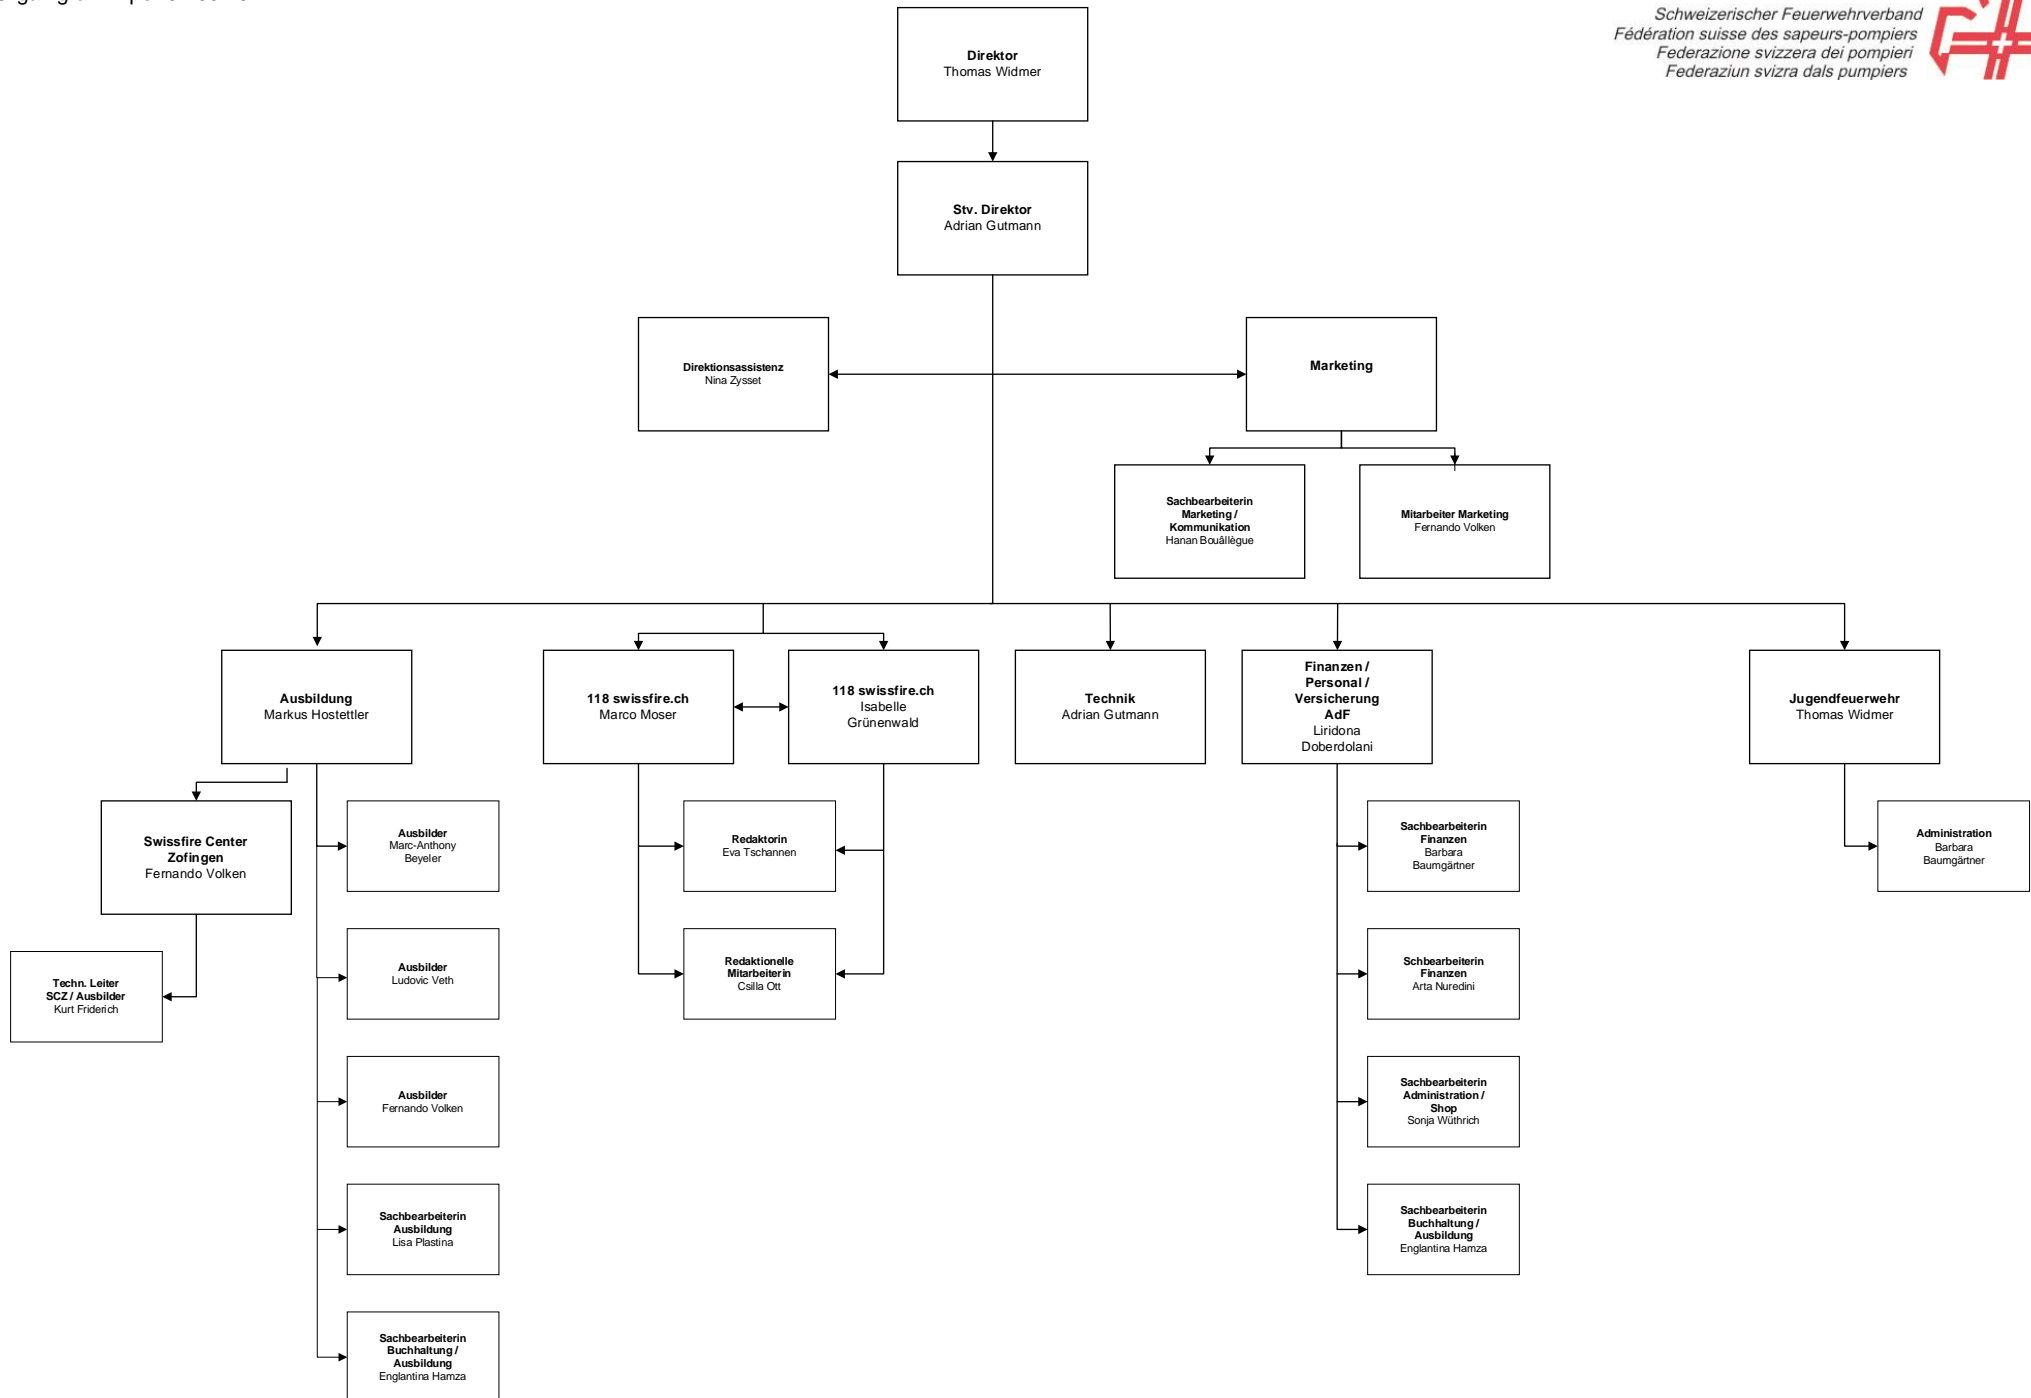 Schweizerischer Feuerwehrverband
Fédération suisse des sapeurs-pompiers
Federazione svizzera dei pompieri
Federaziun svizra dals pumpiers
Direktor
Thomas Widmer
Stv. Direktor
Adrian Gutmann
Direktionsassistenz
Nina Zysset
Marketing
Sachbearbeiterin
Marketing /
Kommunikation
Hanan Bouâllègue
Mitarbeiter Marketing
Fernando Volken
Ausbildung
Markus Hostettler
118 swissfire.ch
Marco Moser
118 swissfire.ch
Isabelle
Grünenwald
Technik
Adrian Gutmann
Finanzen /
Personal /
Versicherung
AdF
Liridona
Doberdolani
Jugendfeuerwehr
Thomas Widmer
Swissfire Center
Zofingen
Fernando Volken
Techn. Leiter
SCZ / Ausbilder
Kurt Friderich
Ausbilder
Marc-Anthony
Beyeler
Ausbilder
Ludovic Veth
Ausbilder
Fernando Volken
Sachbearbeiterin
Ausbildung
Lisa Plastina
Sachbearbeiterin
Buchhaltung /
Ausbildung
Englantina Hamza
Redaktorin
Eva Tschannen
Redaktionelle
Mitarbeiterin
Csilla Ott
Sachbearbeiterin
Finanzen
Barbara
Baumgärtner
Schbearbeiterin
Finanzen
Arta Nuredini
Sachbearbeiterin
Administration /
Shop
Sonja Wüthrich
Sachbearbeiterin
Buchhaltung /
Ausbildung
Englantina Hamza
Administration
Barbara
Baumgärtner